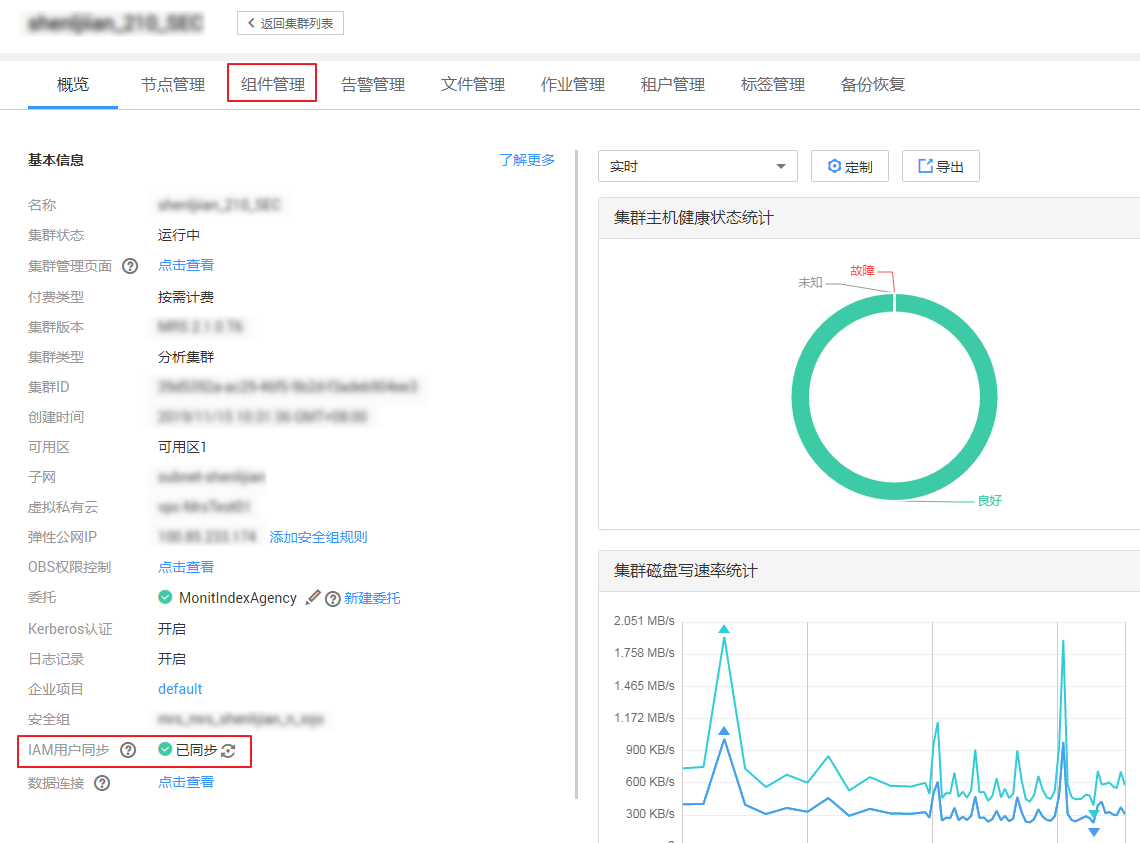 返回集群列表
概览 节点管理 组件管理 告警管理 文件管理 作业管理 租户管理 标签管理 备份恢复
基本信息 了解更多
名称
集群状态 运行中
集群管理页面 点击查看
付费类型 按需计费
集群版本
集群类型 分析集群
集群ID
创建时间
可用区 可用区1
子网
虚拟私有云
弹性公网IP 添加安全组规则
OBS权限控制 点击查看
委托 MonitIndexAgency 新建委托
Kerberos认证 开启
日志记录 开启
企业项目 default
安全组
IAM用户同步 已同步
数据连接 点击查看
实时 定制 导出
集群主机健康状态统计
故障
未知
良好
集群磁盘写速率统计
2.051 MB/s
1.758 MB/s
1.465 MB/s
1.172 MB/s
900 KB/s
600 KB/s
300 KB/s